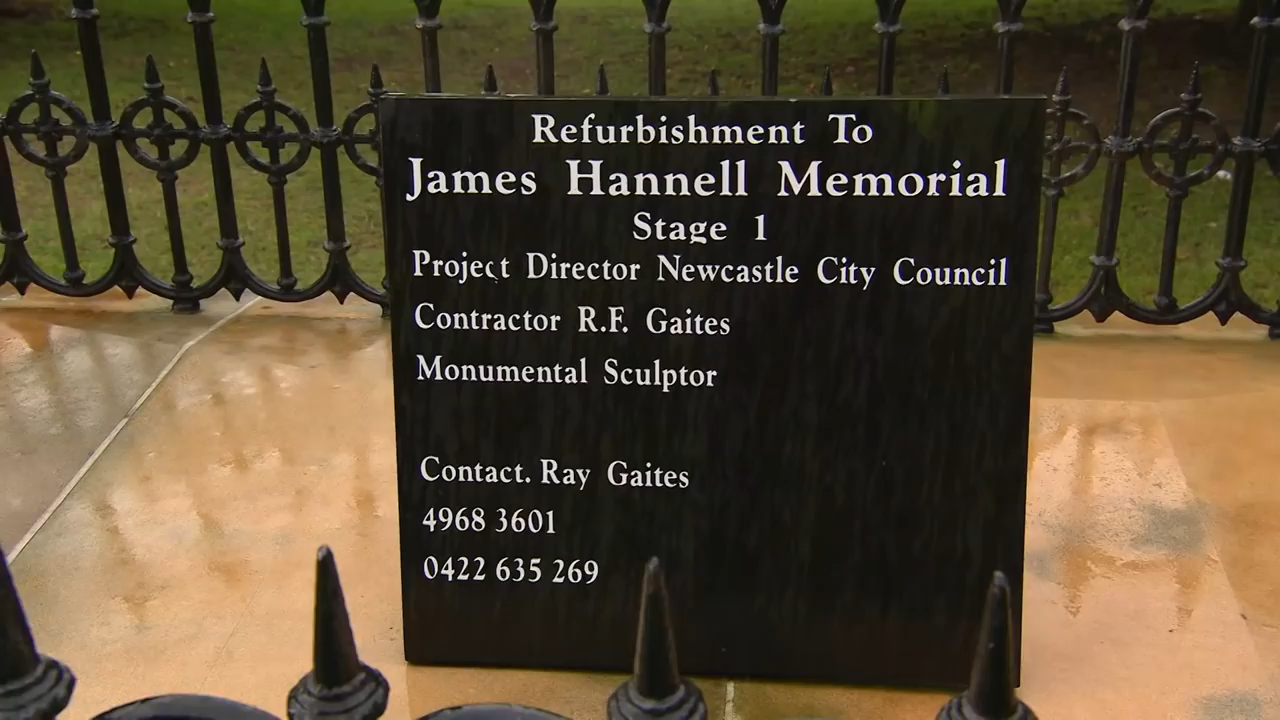 Refurbishment To
James Hannell Memorial
Stage 1
Project Director Newcastle City Council
Contractor R.F. Gaites
Monumental Sculptor
Contact. Ray Gaites
4968 3601
0422 635 269